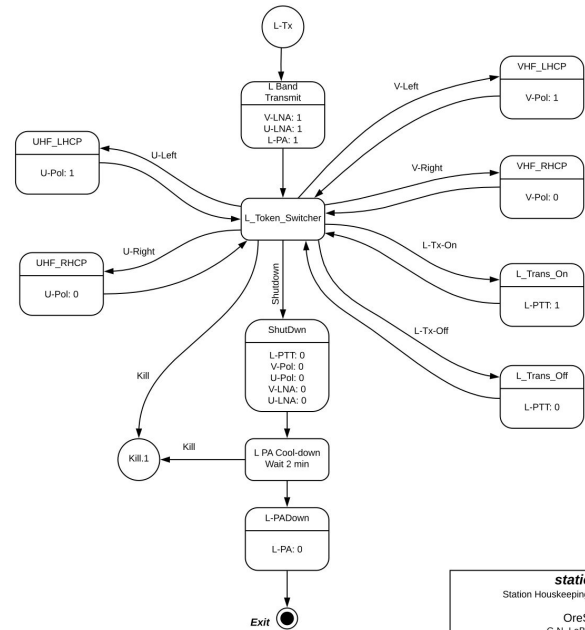 L-Tx
L Band
Transmit
V-LNA: 1
U-LNA: 1
L-PA: 1
VHF_LHCP
V-Pol: 1
V-Left
UHF_LHCP
U-Pol: 1
U-Left
V-Right
VHF_RHCP
V-Pol: 0
L_Token_Switcher
UHF_RHCP
U-Pol: 0
U-Right
L-Tx-On
L_Trans_On
L-PTT: 1
Shutdown
L-Tx-Off
ShutDwn
L-PTT: 0
V-Pol: 0
U-Pol: 0
V-LNA: 0
U-LNA: 0
L_Trans_Off
L-PTT: 0
Kill
Kill.1
Kill
L PA Cool-down
Wait 2 min
L-PADown
L-PA: 0
Exit
Station Houskeeping